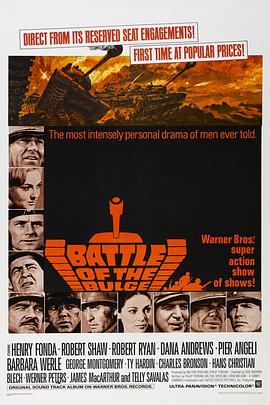 DIRECT FROM ITS RESERVED SEAT ENGAGEMENTS!
FIRST TIME AT POPULAR PRICES!
The most intensely personal drama of men ever told.
Warner Bros.'
super
action
show
of shows!
BATTLE
OF THE
BULGE
HENRY FONDA · ROBERT SHAW · ROBERT RYAN · DANA ANDREWS · PIER ANGELI
BARBARA WERLE GEORGE MONTGOMERY · TY HARDIN · CHARLES BRONSON · HANS CHRISTIAN
BLECH · WERNER PETERS · JAMES MacARTHUR and TELLY SAVALAS
ORIGINAL SOUND TRACK ALBUM ON WARNER BROS. RECORDS
ULTRA PANAVISION® TECHNICOLOR®